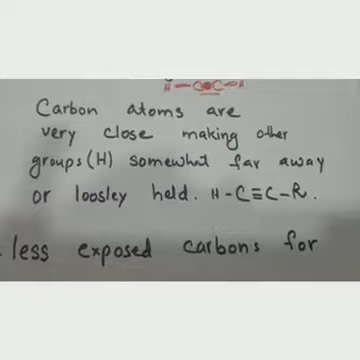 H-C≡C-H
Carbon atoms are
very close making other
groups(H) somewhat far away
or loosley held. H-C≡C-R.
less exposed carbons for